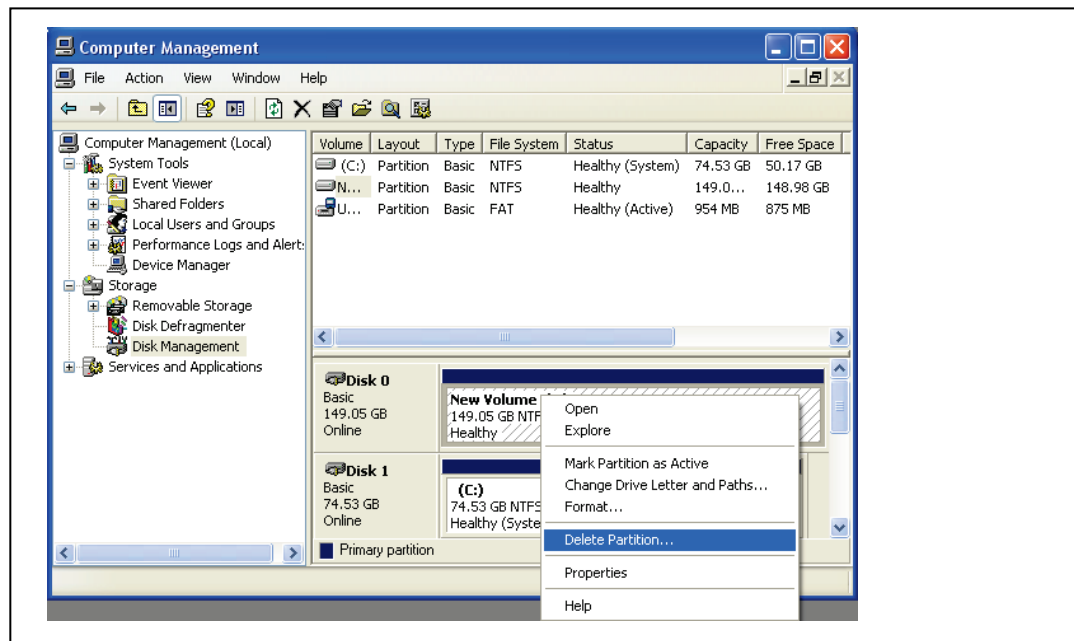 Computer Management
File Action View Window Help
Computer Management (Local)
System Tools
Event Viewer
Shared Folders
Local Users and Groups
Performance Logs and Alert
Device Manager
Storage
Removable Storage
Disk Defragmenter
Disk Management
Services and Applications
Volume Layout Type File System Status Capacity Free Space
(C:) Partition Basic NTFS Healthy (System) 74.53 GB 50.17 GB
N... Partition Basic NTFS Healthy 149.0... 148.98 GB
U... Partition Basic FAT Healthy (Active) 954 MB 875 MB
Disk 0
Basic
149.05 GB
Online
New Volume
149.05 GB NTF
Healthy
Disk 1
Basic
74.53 GB
Online
(C:)
74.53 GB NTFS
Healthy (Syste
Primary partition
Open
Explore
Mark Partition as Active
Change Drive Letter and Paths...
Format...
Delete Partition...
Properties
Help